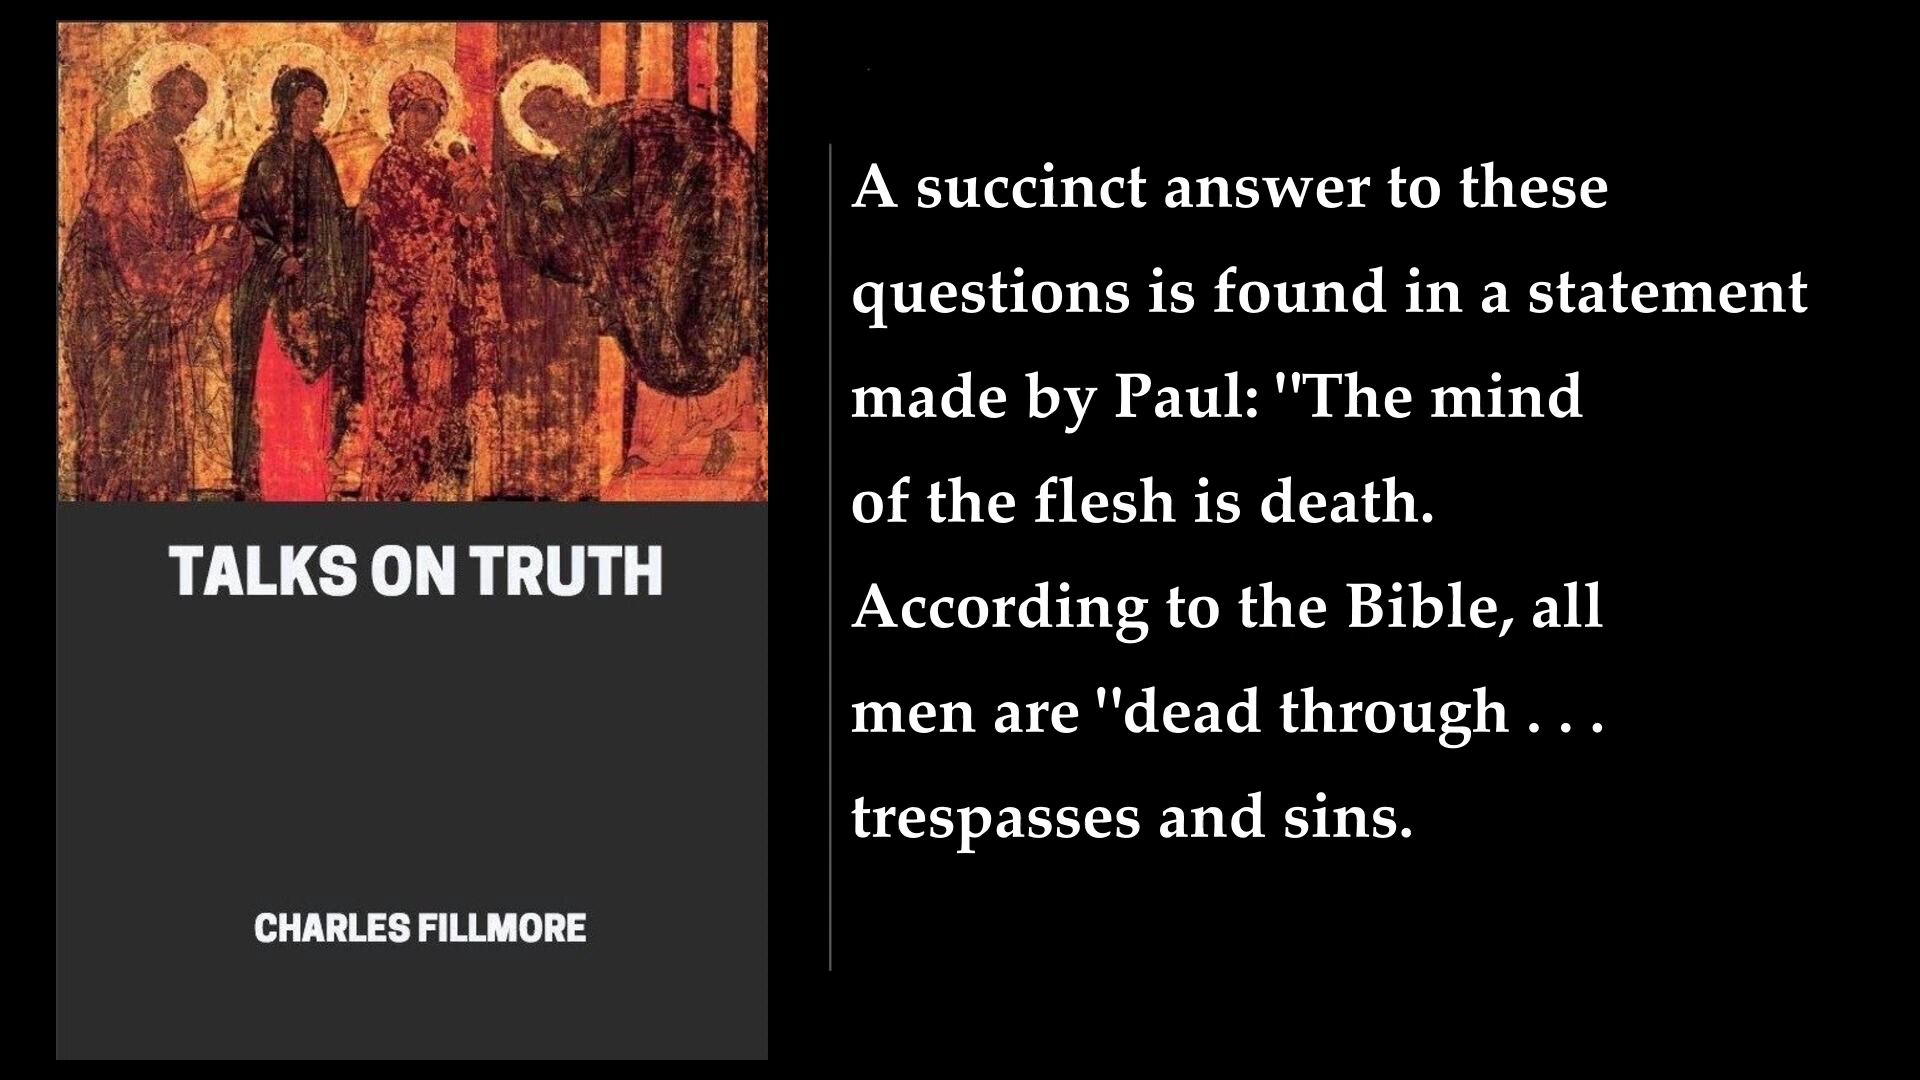 TALKS ON TRUTH
CHARLES FILLMORE
A succinct answer to these
questions is found in a statement
made by Paul: "The mind
of the flesh is death.
According to the Bible, all
men are "dead through . . .
trespasses and sins.